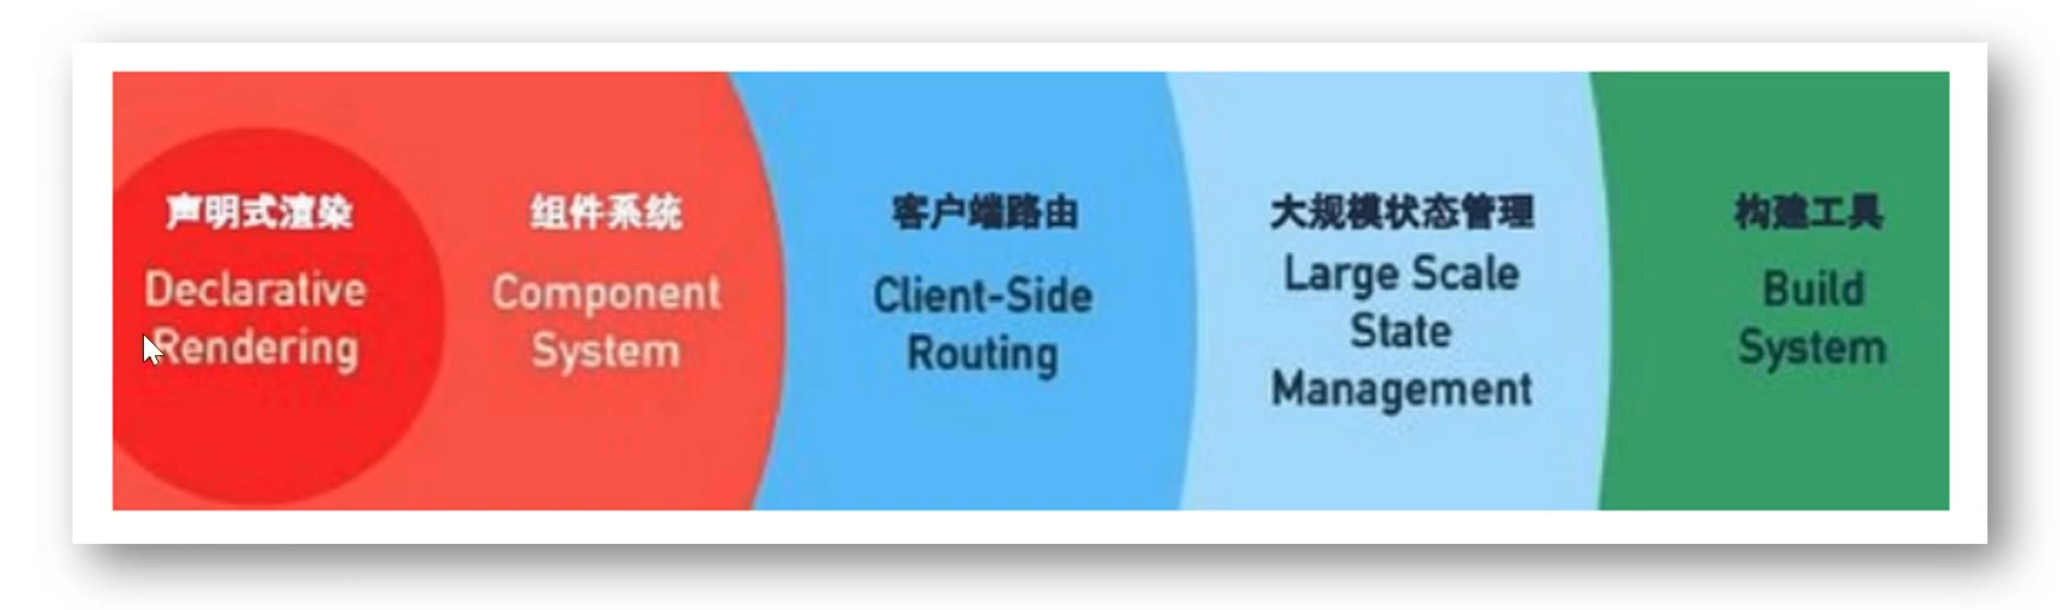 声明式渲染
Declarative
Rendering
组件系统
Component
System
客户端路由
Client-Side
Routing
大规模状态管理
Large Scale
State
Management
构建工具
Build
System